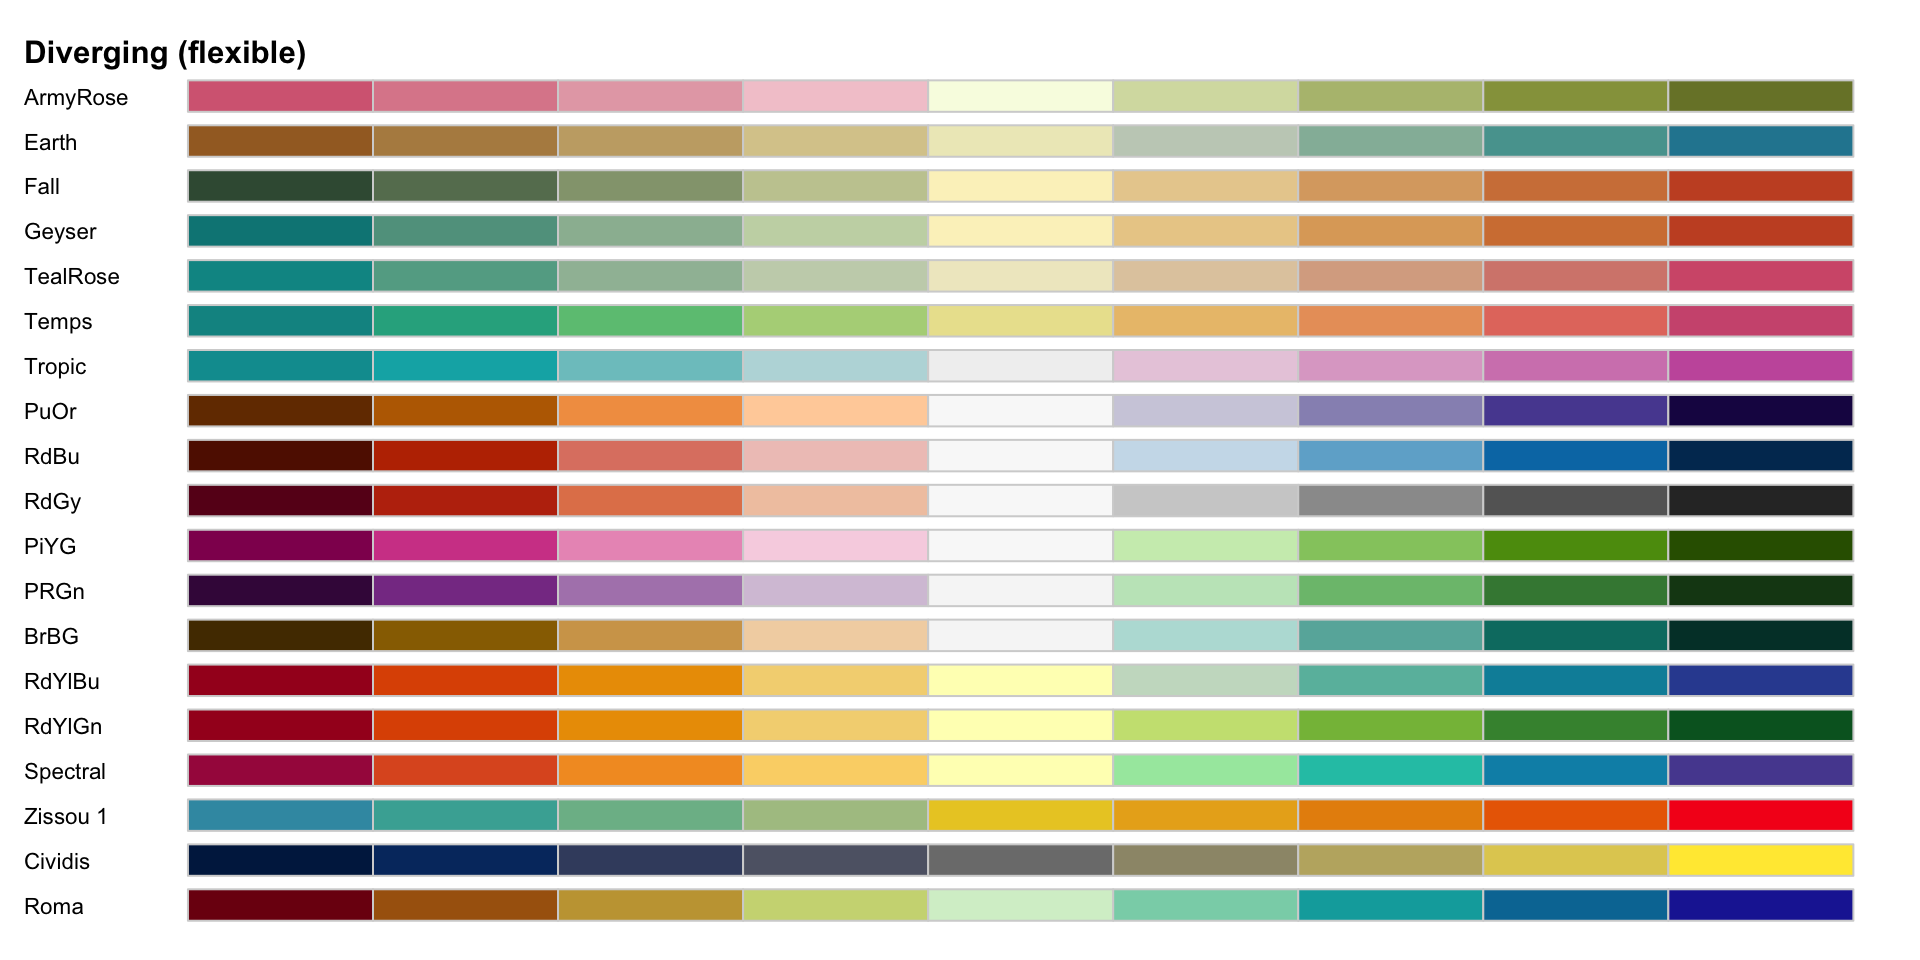 Diverging (flexible)
ArmyRose
Earth
Fall
Geyser
TealRose
Temps
Tropic
PuOr
RdBu
RdGy
PiYG
PRGn
BrBG
RdYlBu
RdYlGn
Spectral
Zissou 1
Cividis
Roma